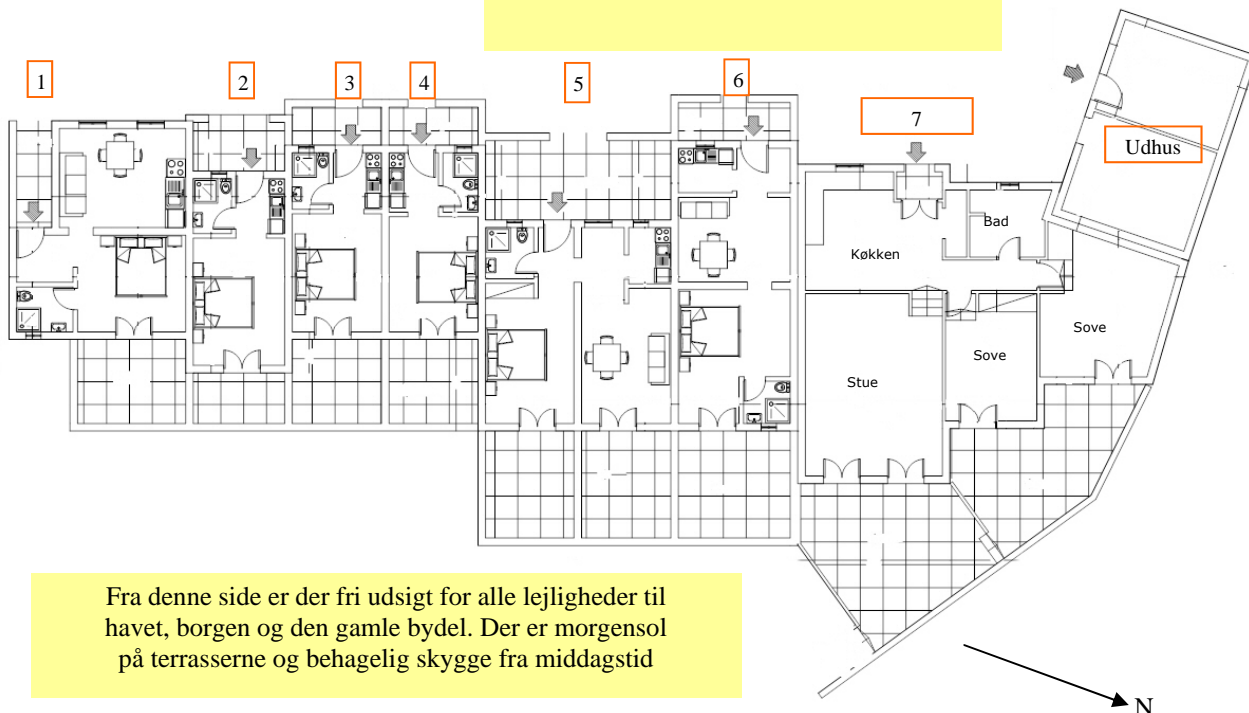 1
2
3
4
5
6
7
Udhus
Bad
Køkken
Sove
Sove
Stue
Fra denne side er der fri udsigt for alle lejligheder til
havet, borgen og den gamle bydel. Der er morgensol
på terrasserne og behagelig skygge fra middagstid
N